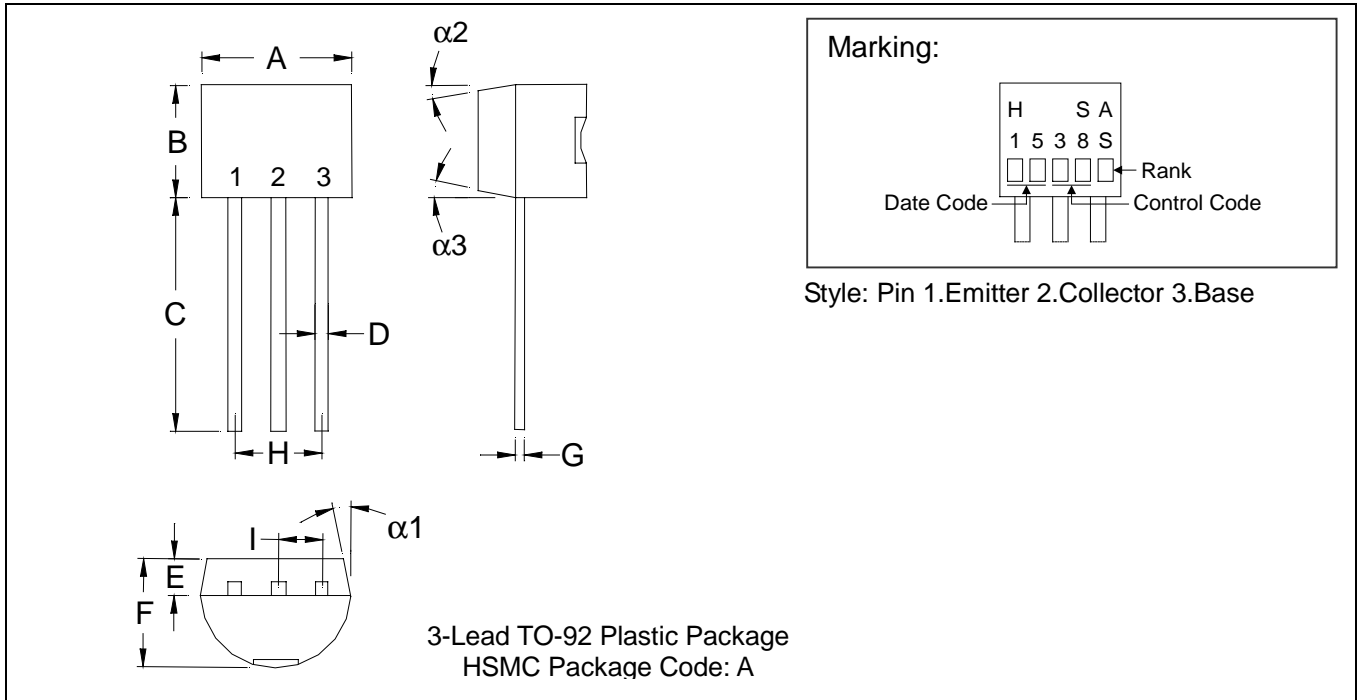 A
B
1 2 3
C
D
H
α2
α3
G
I
α1
E
F
3-Lead TO-92 Plastic Package
HSMC Package Code: A
Marking:
H S A
1 5 3 8 S
Rank
Date Code
Control Code
Style: Pin 1.Emitter 2.Collector 3.Base